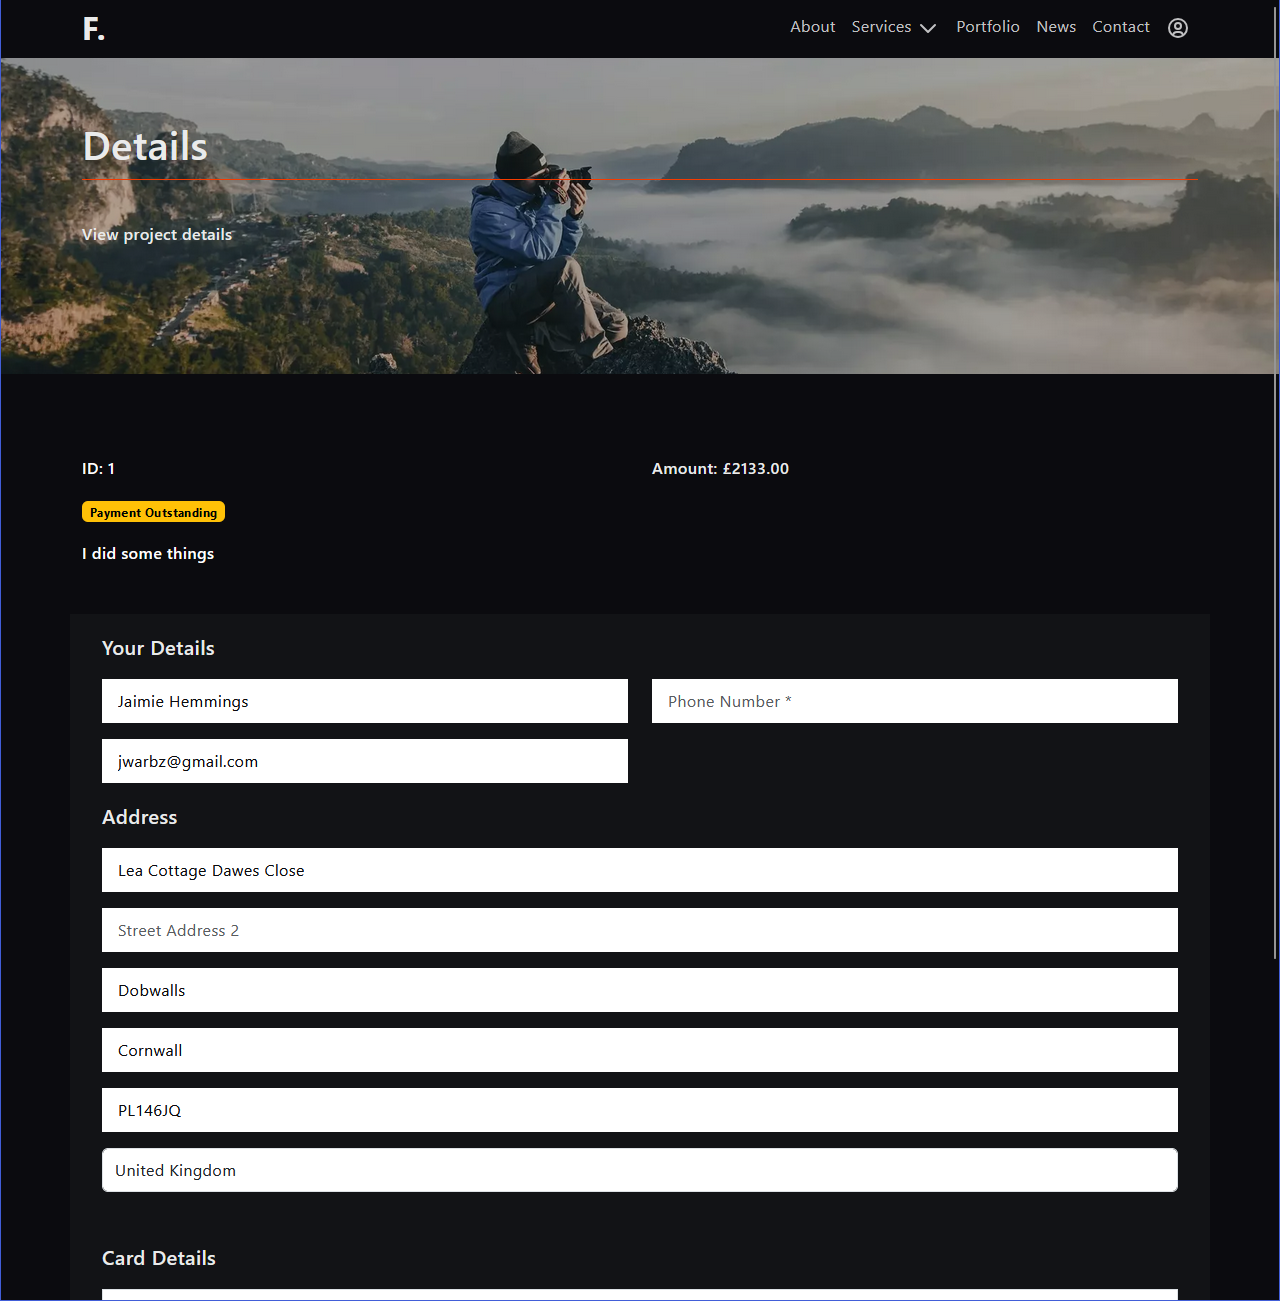 F.
About Services Portfolio News Contact
Details
View project details
ID: 1
Amount: £2133.00
Payment Outstanding
I did some things
Your Details
Jaimie Hemmings
Phone Number *
jwarbz@gmail.com
Address
Lea Cottage Dawes Close
Street Address 2
Dobwalls
Cornwall
PL146JQ
United Kingdom
Card Details